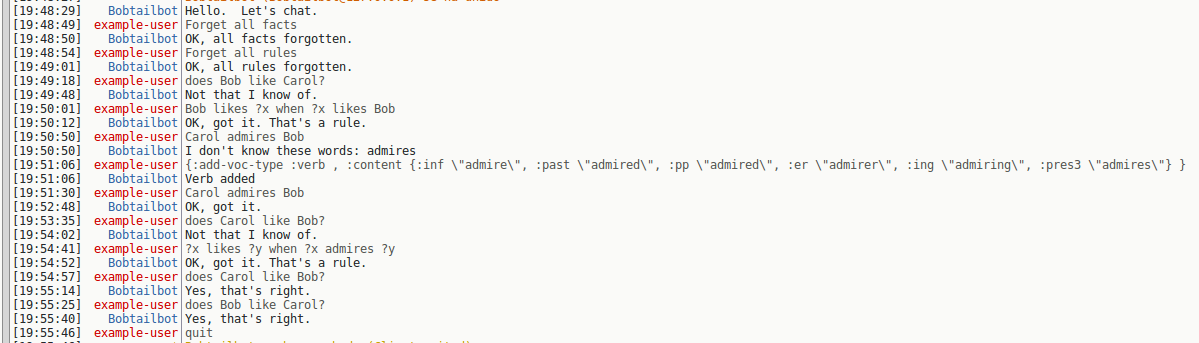 [19:48:29] Bobtailbot Hello.  Let's chat.
[19:48:49] example-user Forget all facts
[19:48:50] Bobtailbot OK, all facts forgotten.
[19:48:54] example-user Forget all rules
[19:49:01] Bobtailbot OK, all rules forgotten.
[19:49:18] example-user does Bob like Carol?
[19:49:48] Bobtailbot Not that I know of.
[19:50:01] example-user Bob likes ?x when ?x likes Bob
[19:50:12] Bobtailbot OK, got it. That's a rule.
[19:50:50] example-user Carol admires Bob
[19:50:50] Bobtailbot I don't know these words: admires
[19:51:06] example-user {:add-voc-type :verb , :content {:inf \"admire\", :past \"admired\", :pp \"admired\", :er \"admirer\", :ing \"admiring\", :pres3 \"admires\"} }
[19:51:06] Bobtailbot Verb added
[19:51:30] example-user Carol admires Bob
[19:52:48] Bobtailbot OK, got it.
[19:53:35] example-user does Carol like Bob?
[19:54:02] Bobtailbot Not that I know of.
[19:54:41] example-user ?x likes ?y when ?x admires ?y
[19:54:52] Bobtailbot OK, got it. That's a rule.
[19:54:57] example-user does Carol like Bob?
[19:55:14] Bobtailbot Yes, that's right.
[19:55:25] example-user does Bob like Carol?
[19:55:40] Bobtailbot Yes, that's right.
[19:55:46] example-user quit